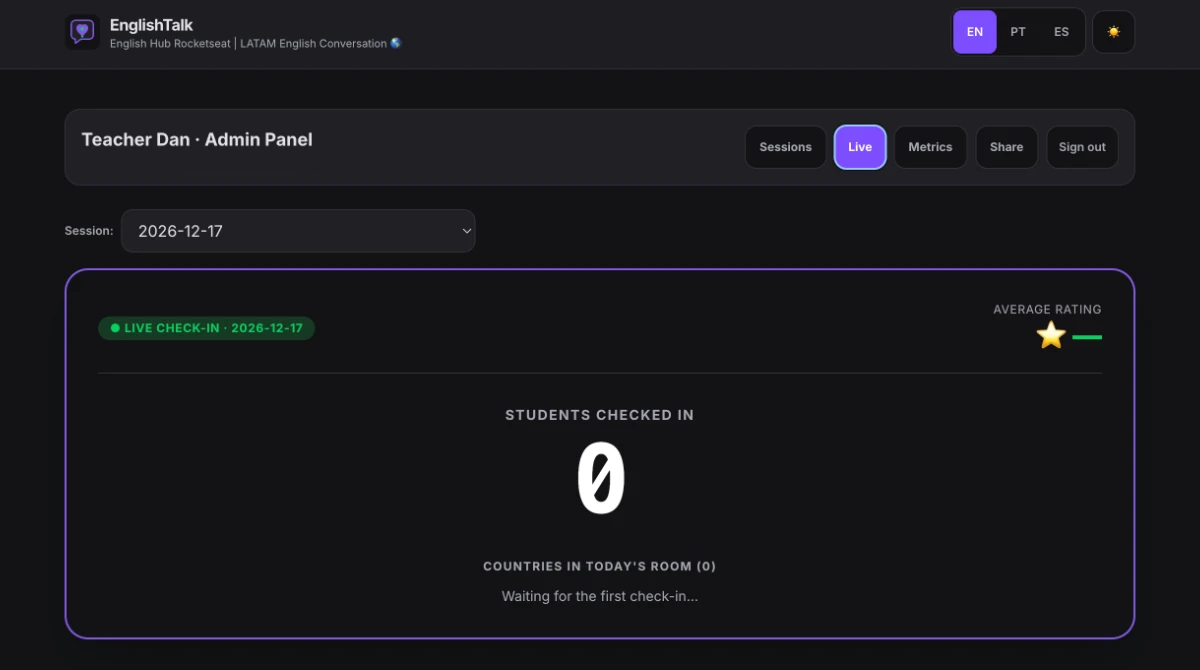 EnglishTalk
English Hub Rocketseat | LATAM English Conversation 🌎
EN PT ES
Teacher Dan · Admin Panel
Sessions Live Metrics Share Sign out
Session: 2026-12-17
AVERAGE RATING
LIVE CHECK-IN · 2026-12-17
⭐ —
STUDENTS CHECKED IN
0
COUNTRIES IN TODAY'S ROOM (0)
Waiting for the first check-in...